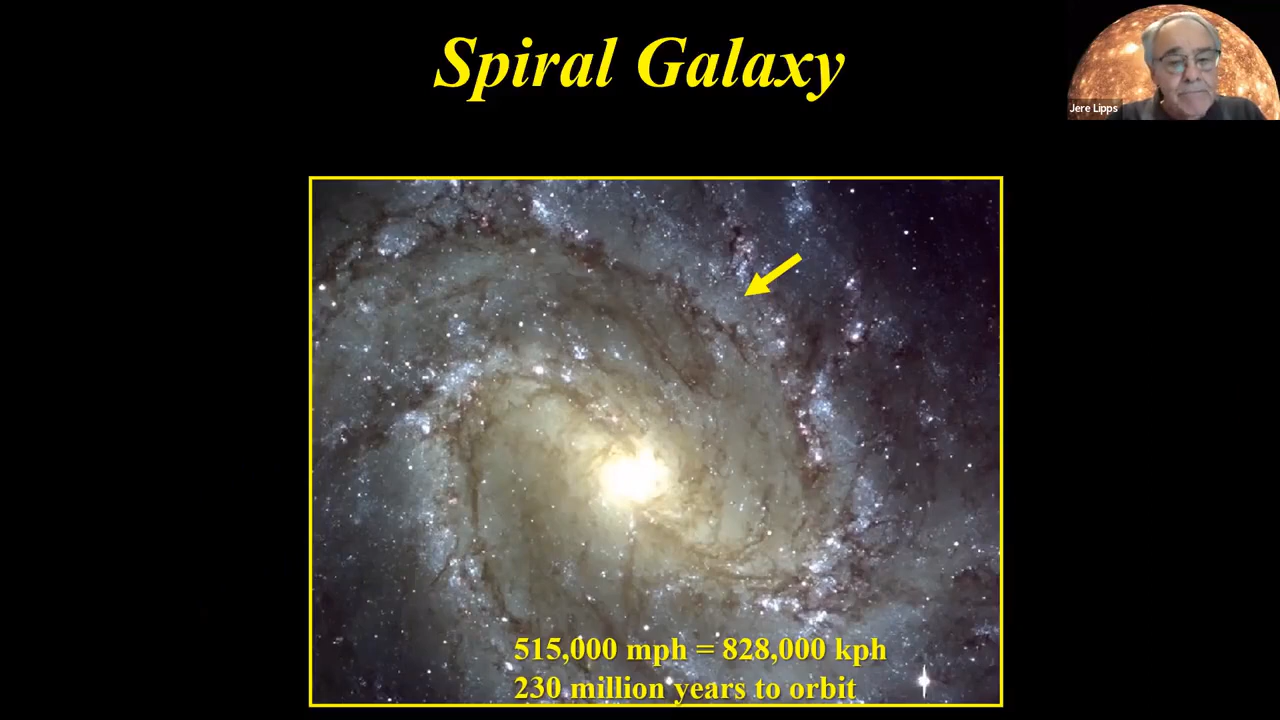 Spiral Galaxy
Jere Lipps
515,000 mph = 828,000 kph
230 million years to orbit